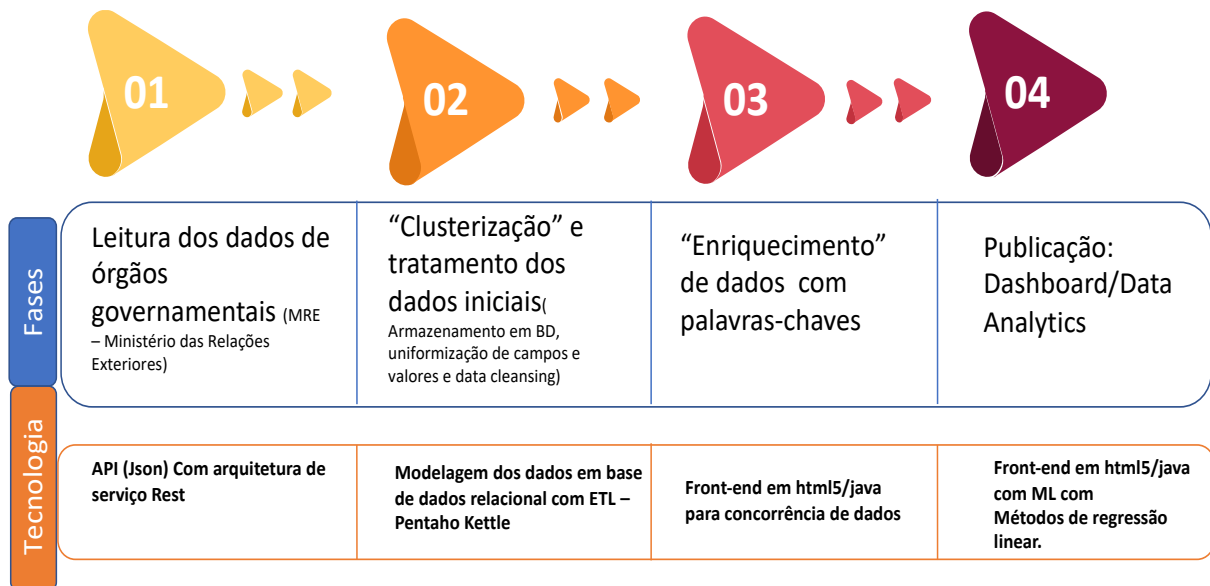 01
02
03
04
Fases
Leitura dos dados de
órgãos
governamentais (MRE
– Ministério das Relações
Exteriores)
“Clusterização” e
tratamento dos
dados iniciais(
Armazenamento em BD,
uniformização de campos e
valores e data cleansing)
“Enriquecimento”
de dados com
palavras-chaves
Publicação:
Dashboard/Data
Analytics
Tecnologia
API (Json) Com arquitetura de
serviço Rest
Modelagem dos dados em base
de dados relacional com ETL –
Pentaho Kettle
Front-end em html5/java
para concorrência de dados
Front-end em html5/java
com ML com
Métodos de regressão
linear.